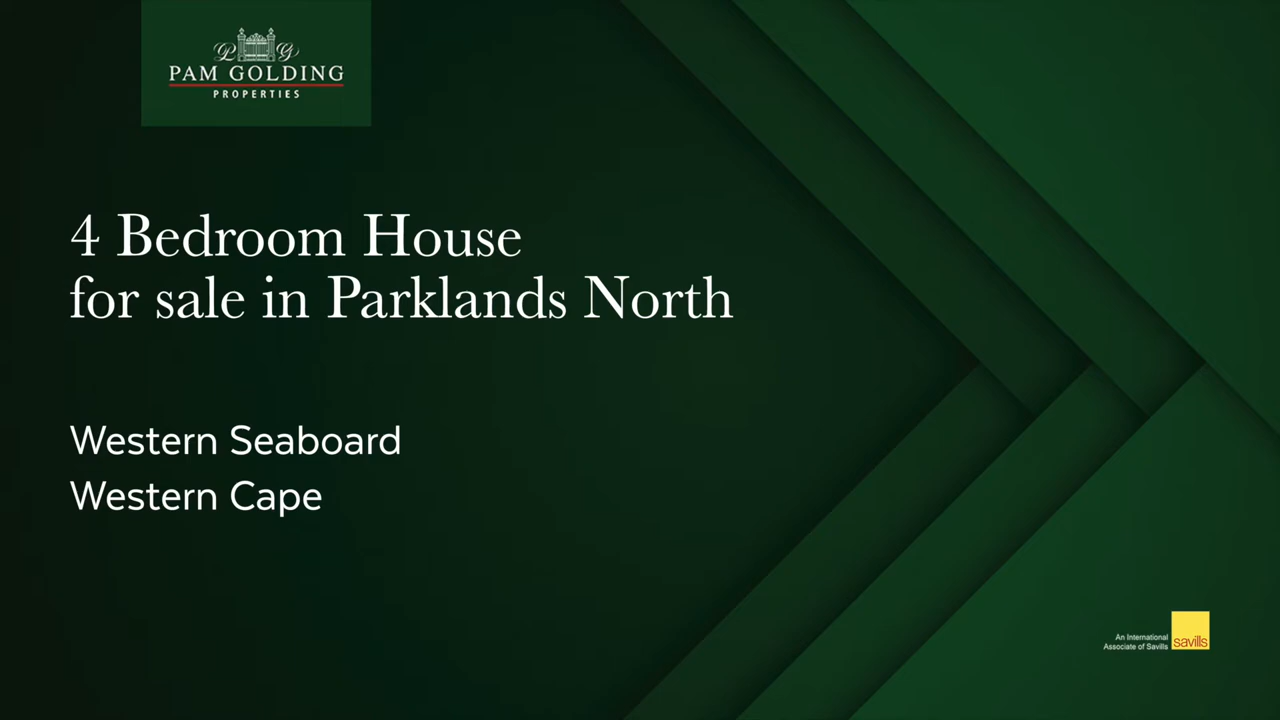 PAM GOLDING
PROPERTIES
4 Bedroom House
for sale in Parklands North
Western Seaboard
Western Cape
An International
Associate of Savills
savills